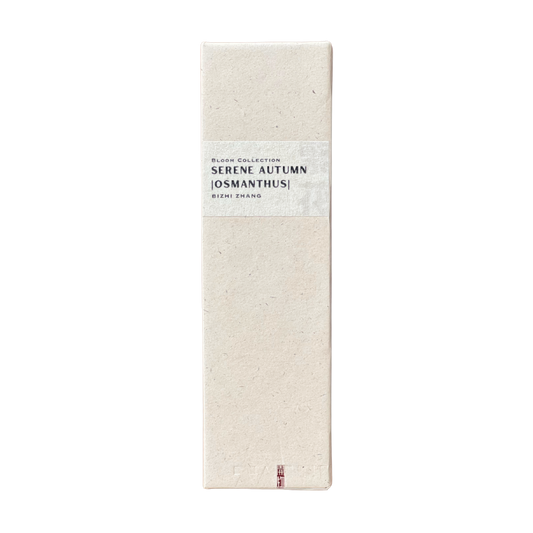 Bloom Collection
SERENE AUTUMN
|OSMANTHUS|
BIZHI ZHANG